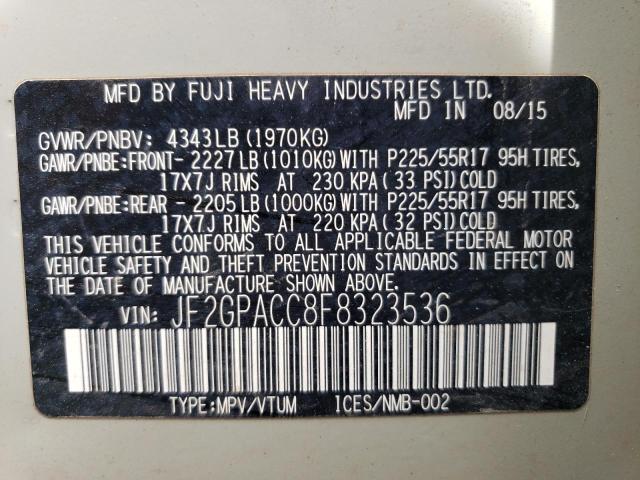 MFD BY FUJI HEAVY INDUSTRIES LTD.
MFD IN 08/15
GVWR/PNBV: 4343LB (1970KG)
GAWR/PNBE:FRONT- 2227LB (1010KG) WITH P225/55R17 95H TIRES,
17X7J RIMS AT 230 KPA (33 PSI) COLD
GAWR/PNBE:REAR - 2205LB (1000KG) WITH P225/55R17 95H TIRES,
17X7J RIMS AT 220 KPA (32 PSI) COLD
THIS VEHICLE CONFORMS TO ALL APPLICABLE FEDERAL MOTOR
VEHICLE SAFETY AND THEFT PREVENTION STANDARDS IN EFFECT ON
THE DATE OF MANUFACTURE SHOWN ABOVE.
VIN: JF2GPACC8F8323536
TYPE:MPV/VTUM ICES/NMB-002